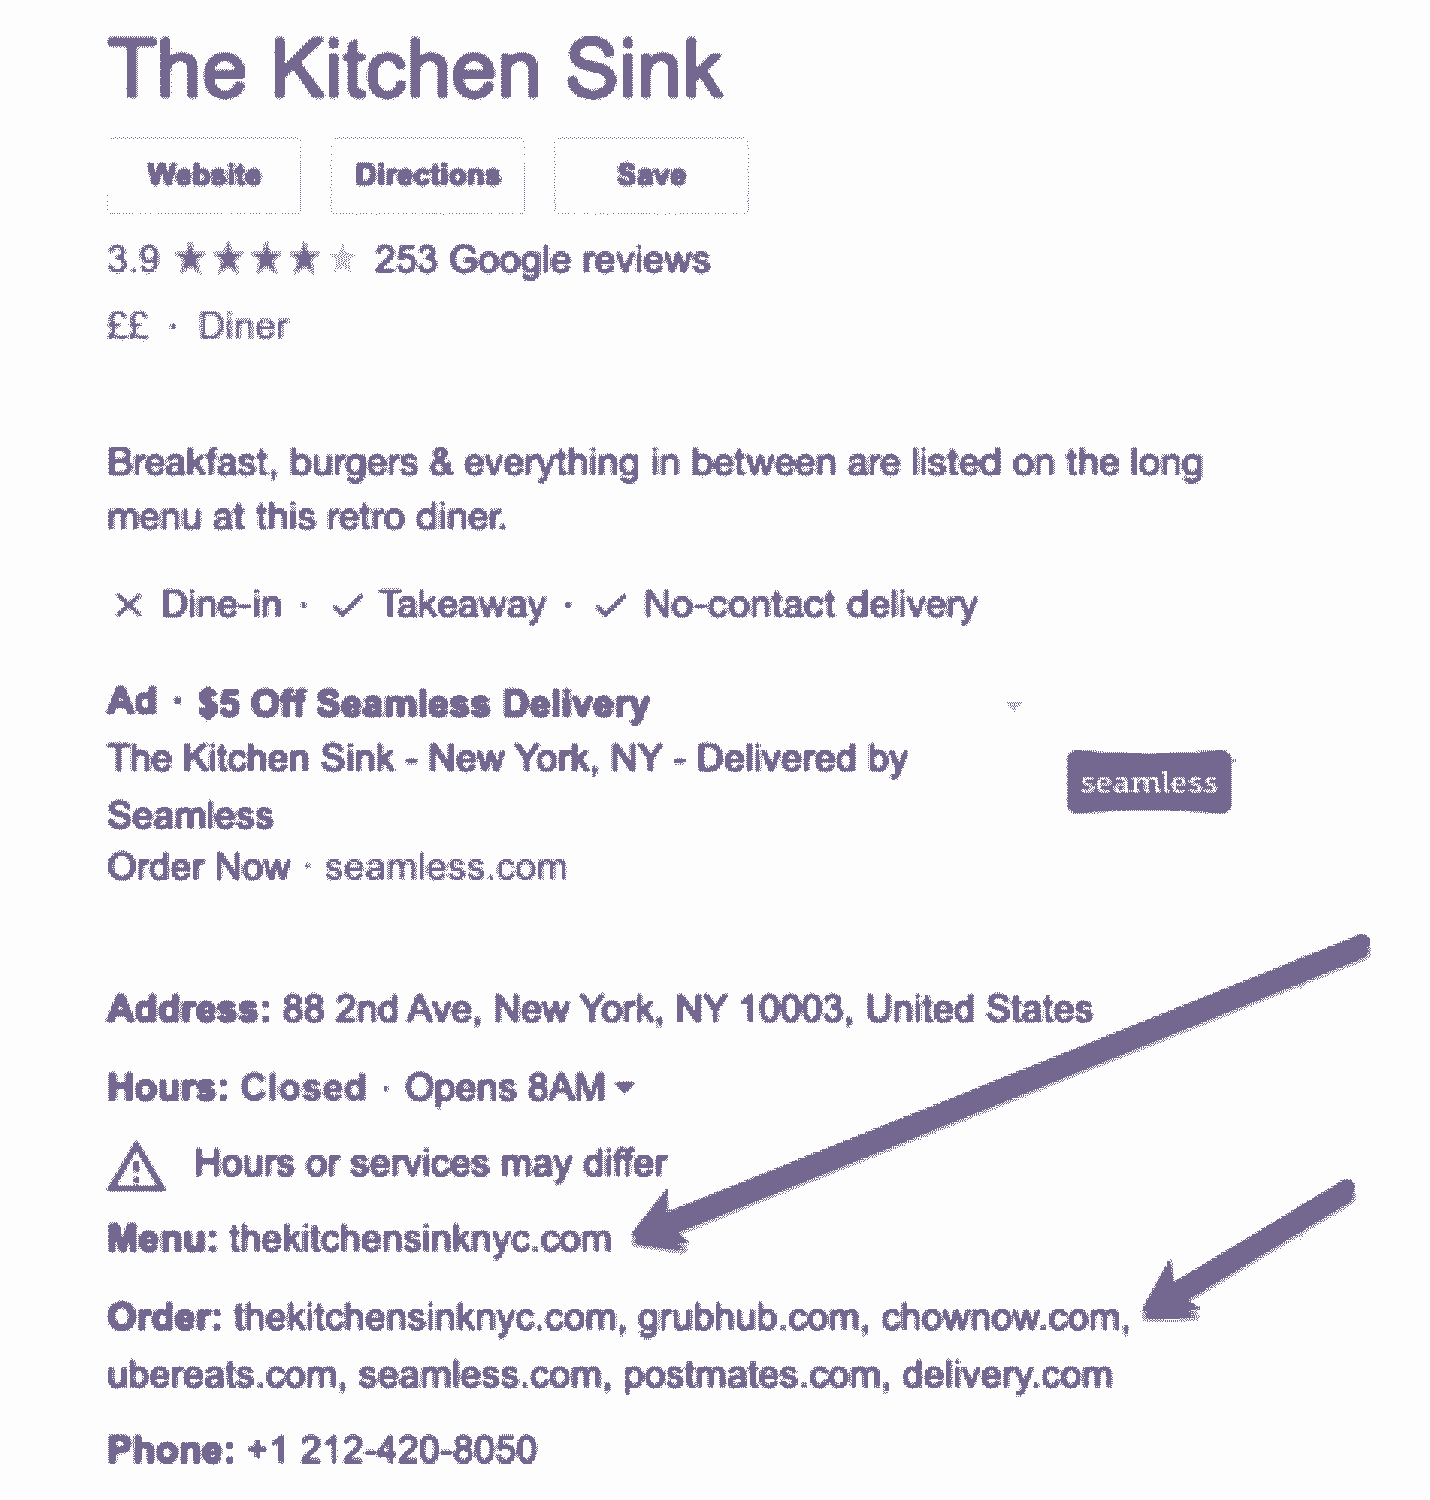 The Kitchen Sink
Website Directions Save
3.9 ★★★★★ 253 Google reviews
££ · Diner
Breakfast, burgers & everything in between are listed on the long
menu at this retro diner.
✕ Dine-in · ✓ Takeaway · ✓ No-contact delivery
Ad · $5 Off Seamless Delivery
The Kitchen Sink - New York, NY - Delivered by
Seamless
seamless
Order Now · seamless.com
Address: 88 2nd Ave, New York, NY 10003, United States
Hours: Closed · Opens 8AM
Hours or services may differ
Menu: thekitchensinknyc.com
Order: thekitchensinknyc.com, grubhub.com, chownow.com,
ubereats.com, seamless.com, postmates.com, delivery.com
Phone: +1 212-420-8050